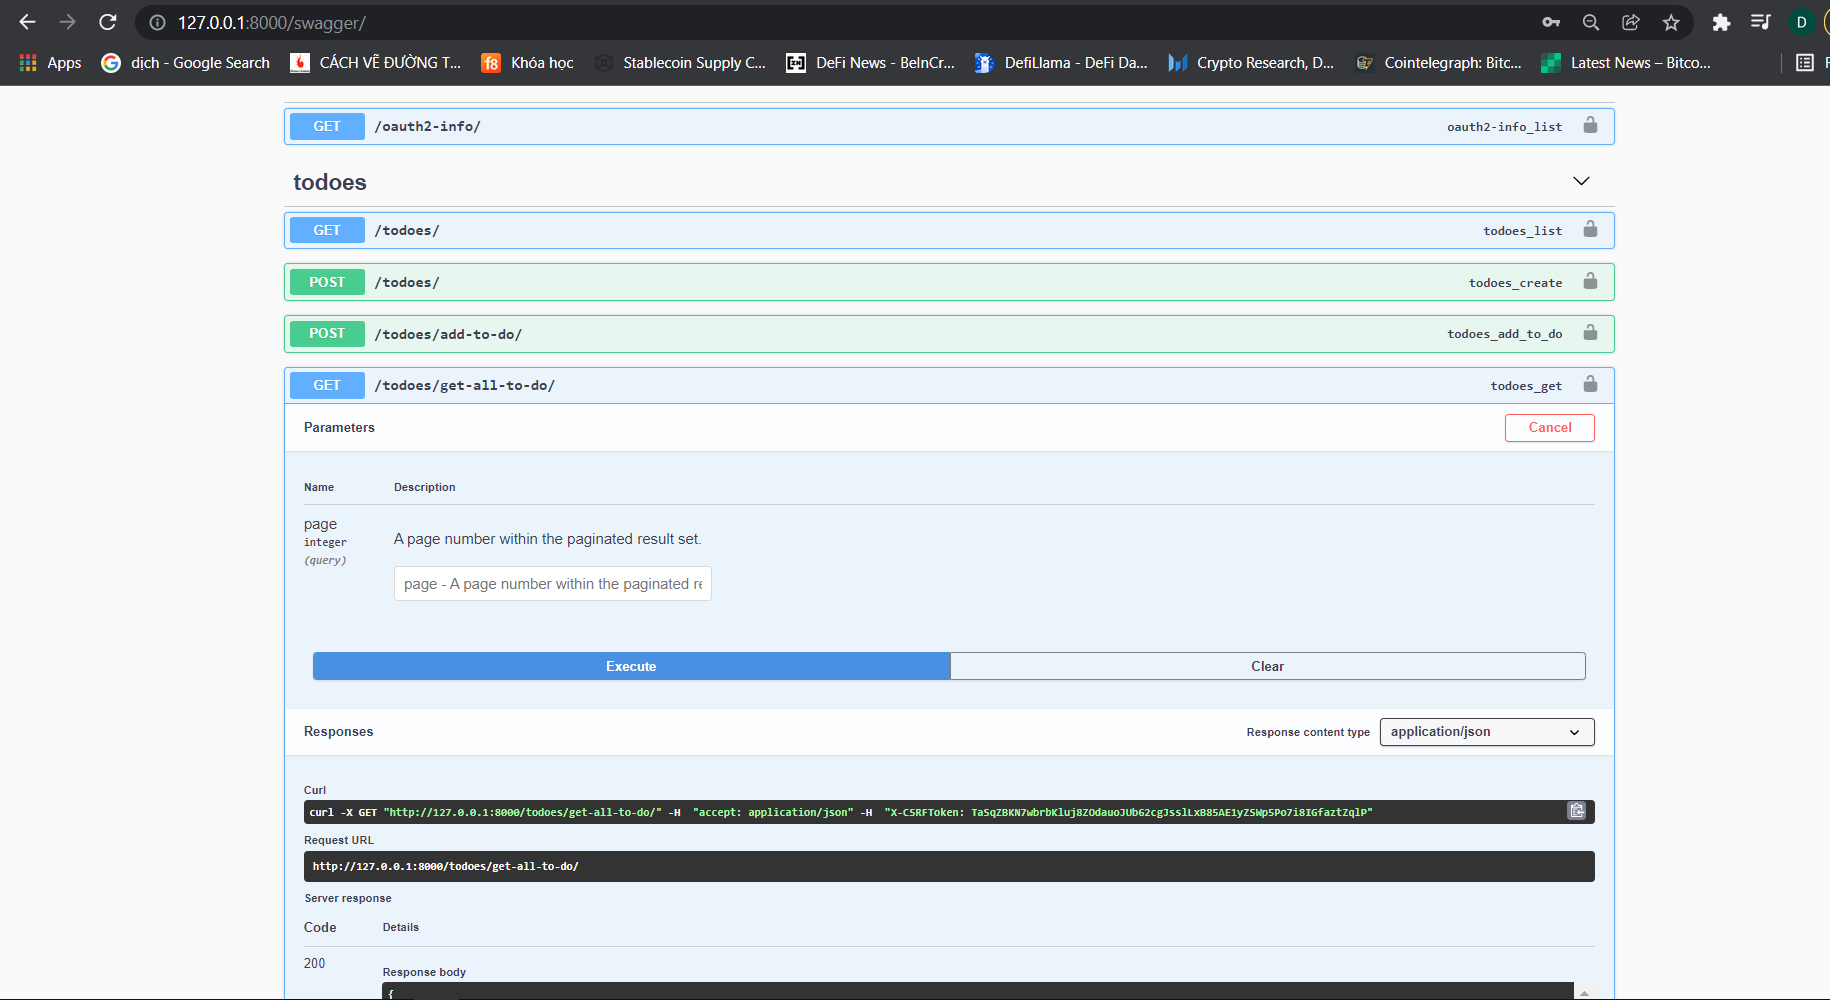 127.0.0.1:8000/swagger/
D
Apps
dịch - Google Search
CÁCH VẼ ĐƯỜNG T...
f8
Khóa học
Stablecoin Supply C...
DeFi News - BeInCr...
DefiLlama - DeFi Da...
Crypto Research, D...
Cointelegraph: Bitc...
Latest News – Bitco...
GET /oauth2-info/ oauth2-info_list
todoes
GET /todoes/ todoes_list
POST /todoes/ todoes_create
POST /todoes/add-to-do/ todoes_add_to_do
GET /todoes/get-all-to-do/ todoes_get
Parameters Cancel
Name Description
page
integer
(query)
A page number within the paginated result set.
page - A page number within the paginated re
Execute Clear
Responses Response content type application/json
Curl
curl -X GET "http://127.0.0.1:8000/todoes/get-all-to-do/" -H "accept: application/json" -H "X-CSRFToken: TaSqZBKN7wbrbKluj8ZOdauoJUb62cgJsslLxB85AE1yZSWp5Po7i8IGfaztZqlP"
Request URL
http://127.0.0.1:8000/todoes/get-all-to-do/
Server response
Code Details
200
Response body
{